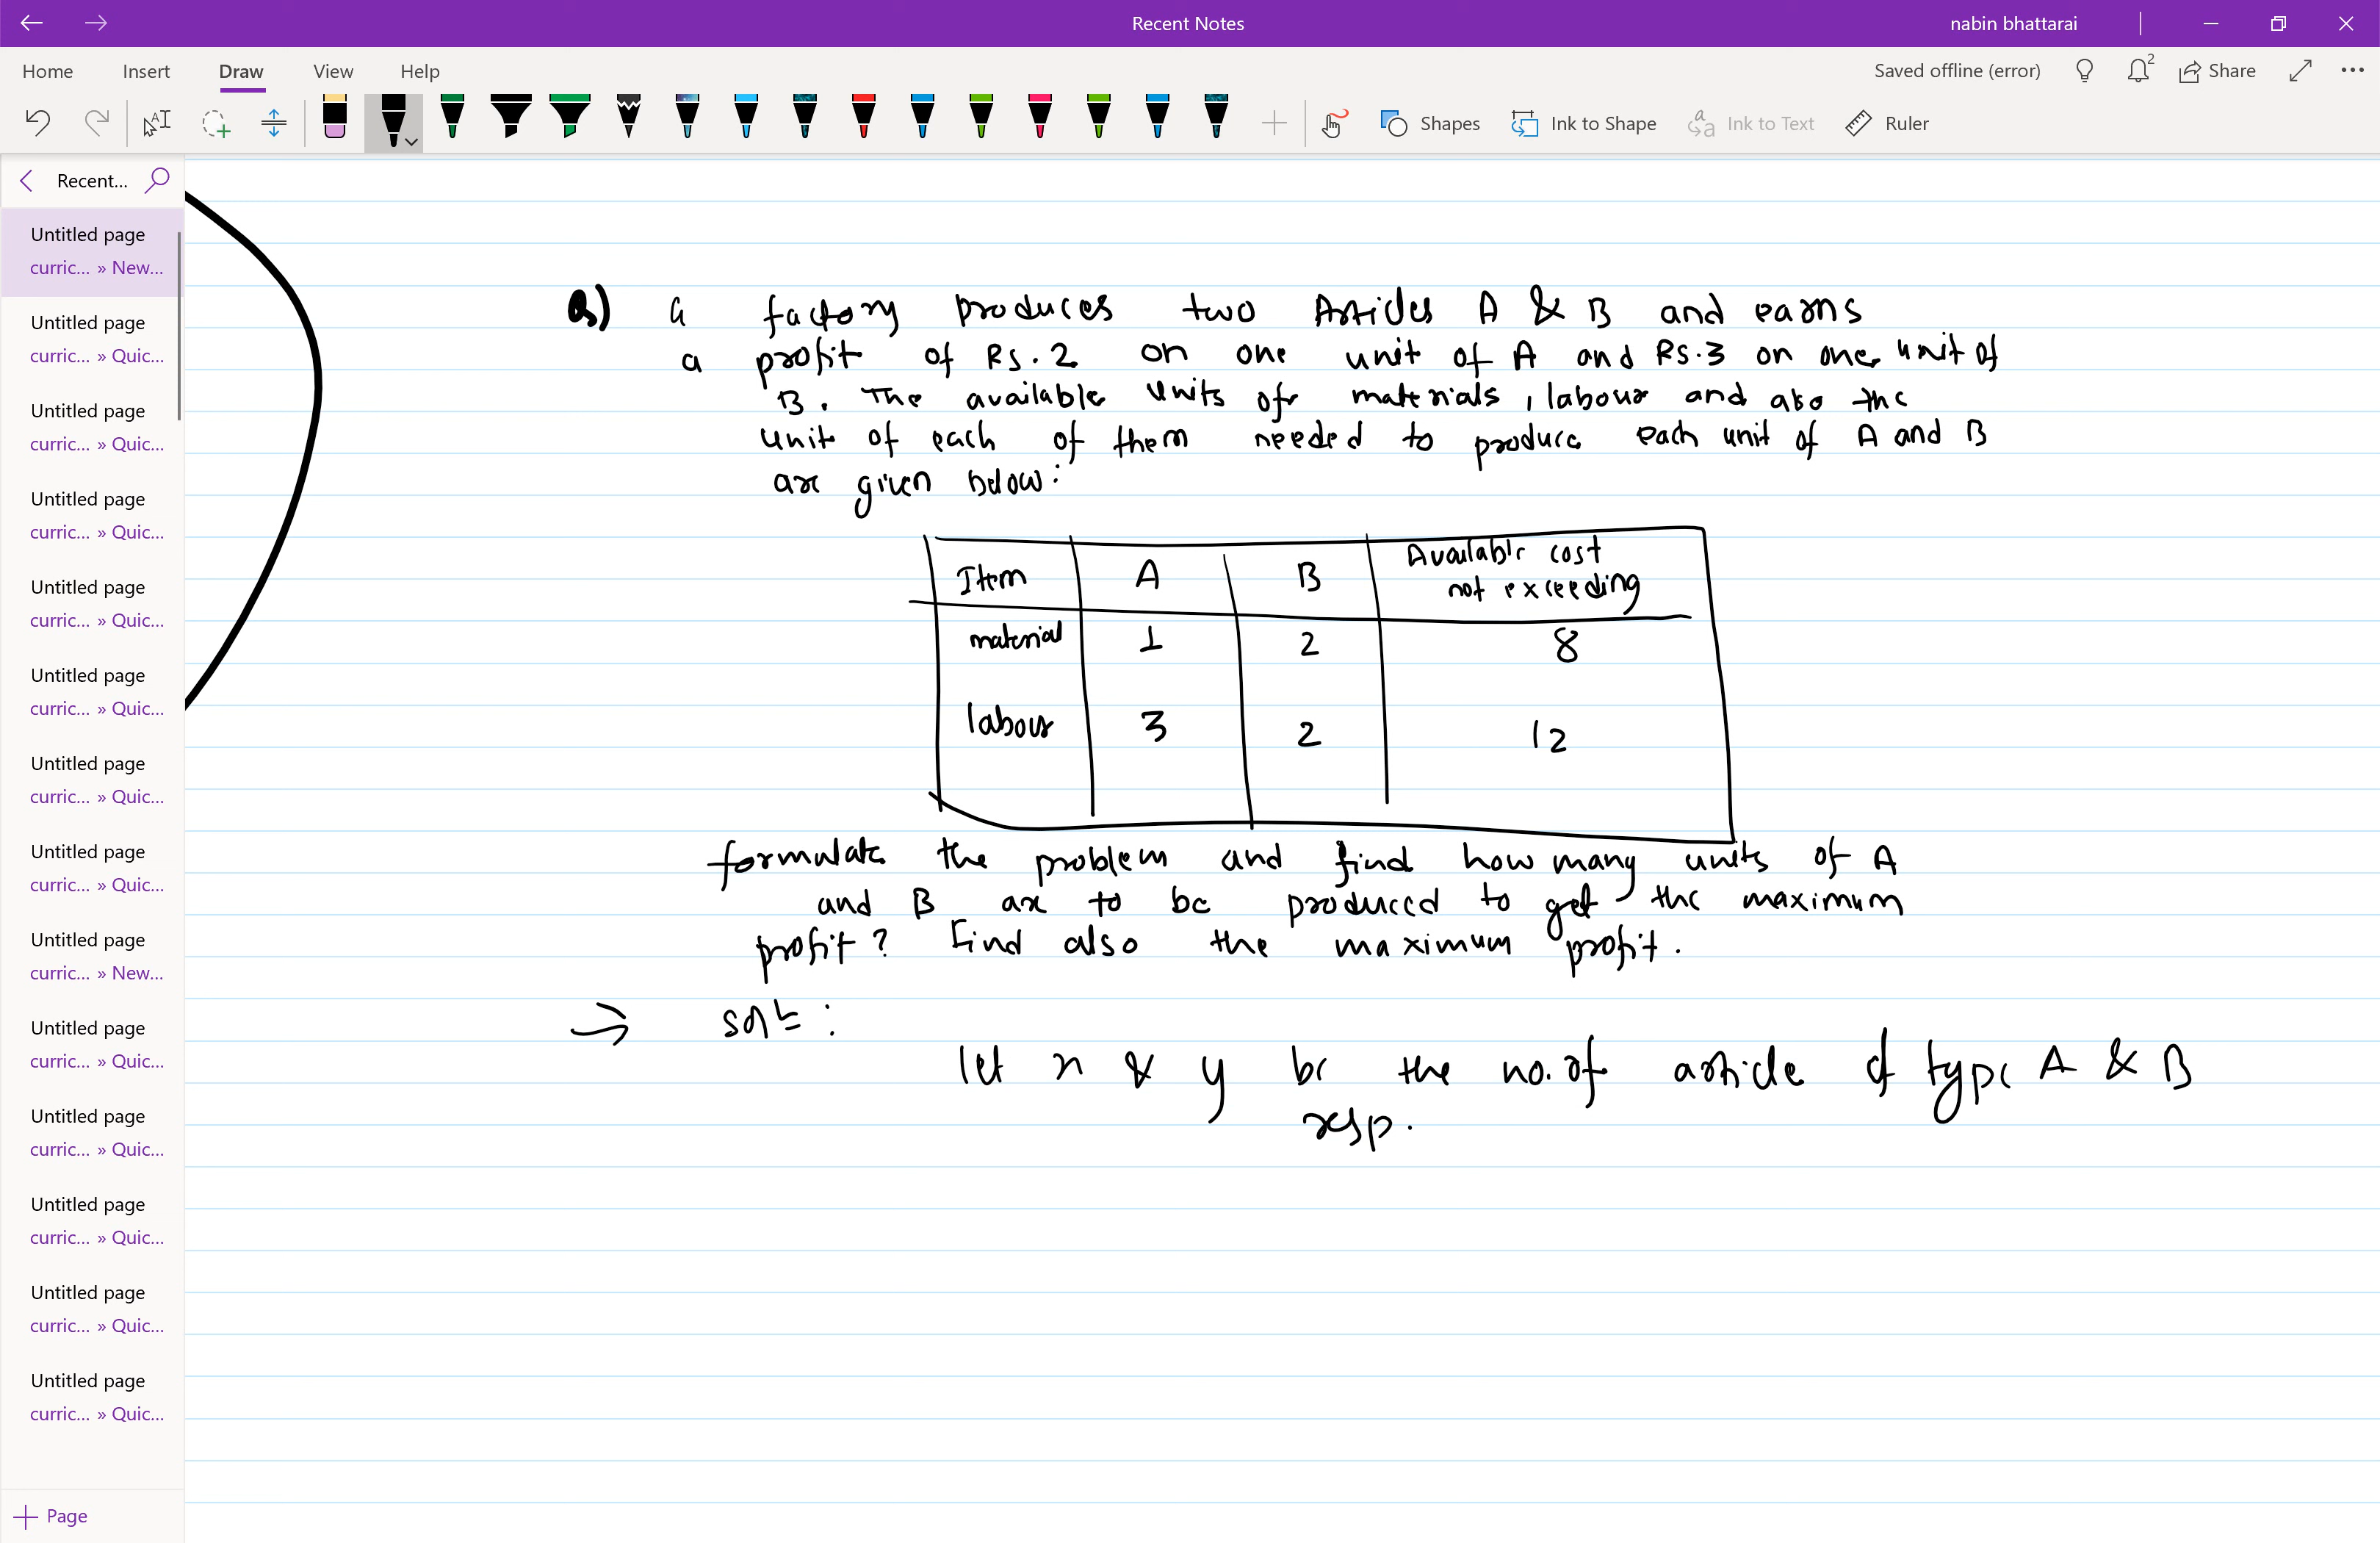 Recent Notes
nabin bhattarai
Home Insert Draw View Help
Saved offline (error)
2
Share
Shapes
Ink to Shape
Ink to Text
Ruler
Recent...
Untitled page
curric... » New...
Untitled page
curric... » Quic...
Untitled page
curric... » Quic...
Untitled page
curric... » Quic...
Untitled page
curric... » Quic...
Untitled page
curric... » Quic...
Untitled page
curric... » Quic...
Untitled page
curric... » Quic...
Untitled page
curric... » New...
Untitled page
curric... » Quic...
Untitled page
curric... » Quic...
Untitled page
curric... » Quic...
Untitled page
curric... » Quic...
Untitled page
curric... » Quic...
Page
Q) a factory produces two Articles A & B and earns
a profit of Rs.2 on one unit of A and Rs.3 on one unit of
B. The available units of materials, labour and also the
unit of each of them needed to produce each unit of A and B
are given below:
Item A B Available cost
not exceeding
material 1 2 8
labour 3 2 12
formulate the problem and find how many units of A
and B are to be produced to get the maximum
profit? Find also the maximum profit.
⇒ soln:
let x & y be the no. of article of type A & B
resp.